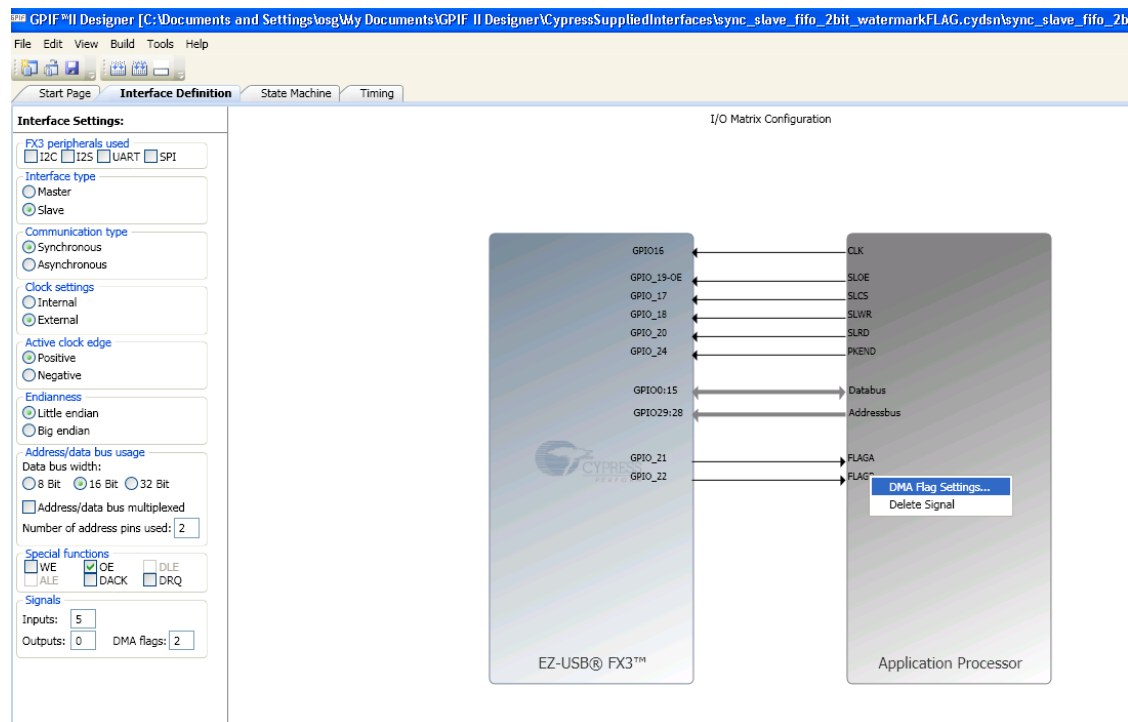 GPIF GPIF™II Designer [C:\Documents and Settings\osg\My Documents\GPIF II Designer\CypressSuppliedInterfaces\sync_slave_fifo_2bit_watermarkFLAG.cydsn\sync_slave_fifo_2b
File Edit View Build Tools Help
Start Page Interface Definition State Machine Timing
Interface Settings:
FX3 peripherals used
I2C I2S UART SPI
Interface type
Master
Slave
Communication type
Synchronous
Asynchronous
Clock settings
Internal
External
Active clock edge
Positive
Negative
Endianness
Little endian
Big endian
Address/data bus usage
Data bus width:
8 Bit 16 Bit 32 Bit
Address/data bus multiplexed
Number of address pins used: 2
Special functions
WE OE DLE
ALE DACK DRQ
Signals
Inputs: 5
Outputs: 0 DMA flags: 2
I/O Matrix Configuration
GPIO16 CLK
GPIO_19-OE SLOE
GPIO_17 SLCS
GPIO_18 SLWR
GPIO_20 SLRD
GPIO_24 PKEND
GPIO0:15 Databus
GPIO29:28 Addressbus
CYPRESS
GPIO_21 FLAGA
GPIO_22
DMA Flag Settings...
Delete Signal
EZ-USB® FX3™ Application Processor